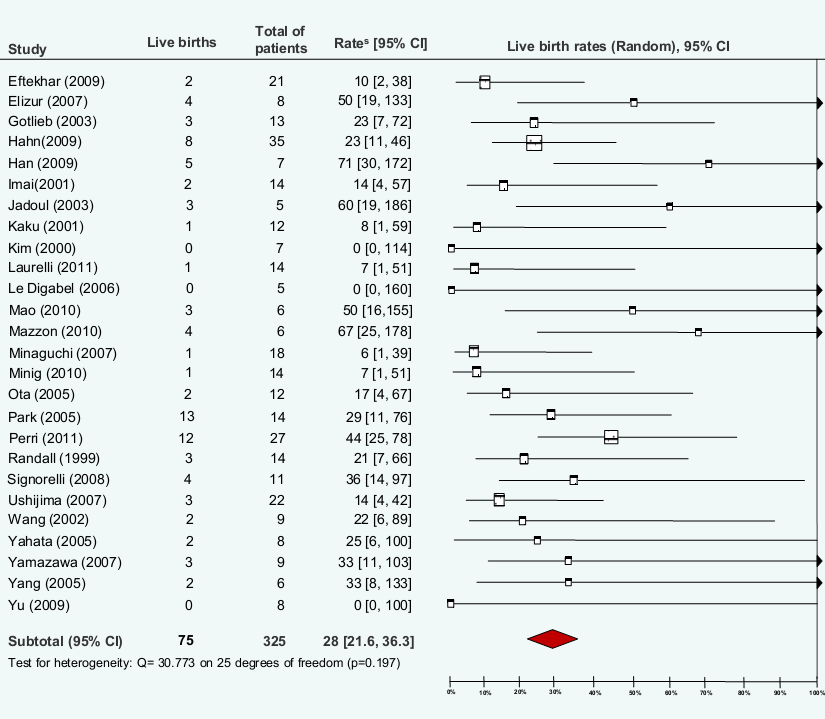 Study Live births Total of patients Rateˢ [95% CI] Live birth rates (Random), 95% CI
Eftekhar (2009) 2 21 10 [2, 38]
Elizur (2007) 4 8 50 [19, 133]
Gotlieb (2003) 3 13 23 [7, 72]
Hahn(2009) 8 35 23 [11, 46]
Han (2009) 5 7 71 [30, 172]
Imai(2001) 2 14 14 [4, 57]
Jadoul (2003) 3 5 60 [19, 186]
Kaku (2001) 1 12 8 [1, 59]
Kim (2000) 0 7 0 [0, 114]
Laurelli (2011) 1 14 7 [1, 51]
Le Digabel (2006) 0 5 0 [0, 160]
Mao (2010) 3 6 50 [16,155]
Mazzon (2010) 4 6 67 [25, 178]
Minaguchi (2007) 1 18 6 [1, 39]
Minig (2010) 1 14 7 [1, 51]
Ota (2005) 2 12 17 [4, 67]
Park (2005) 13 14 29 [11, 76]
Perri (2011) 12 27 44 [25, 78]
Randall (1999) 3 14 21 [7, 66]
Signorelli (2008) 4 11 36 [14, 97]
Ushijima (2007) 3 22 14 [4, 42]
Wang (2002) 2 9 22 [6, 89]
Yahata (2005) 2 8 25 [6, 100]
Yamazawa (2007) 3 9 33 [11, 103]
Yang (2005) 2 6 33 [8, 133]
Yu (2009) 0 8 0 [0, 100]
Subtotal (95% CI) 75 325 28 [21.6, 36.3]
Test for heterogeneity: Q= 30.773 on 25 degrees of freedom (p=0.197)
0% 10% 20% 30% 40% 50% 60% 70% 80% 90% 100%